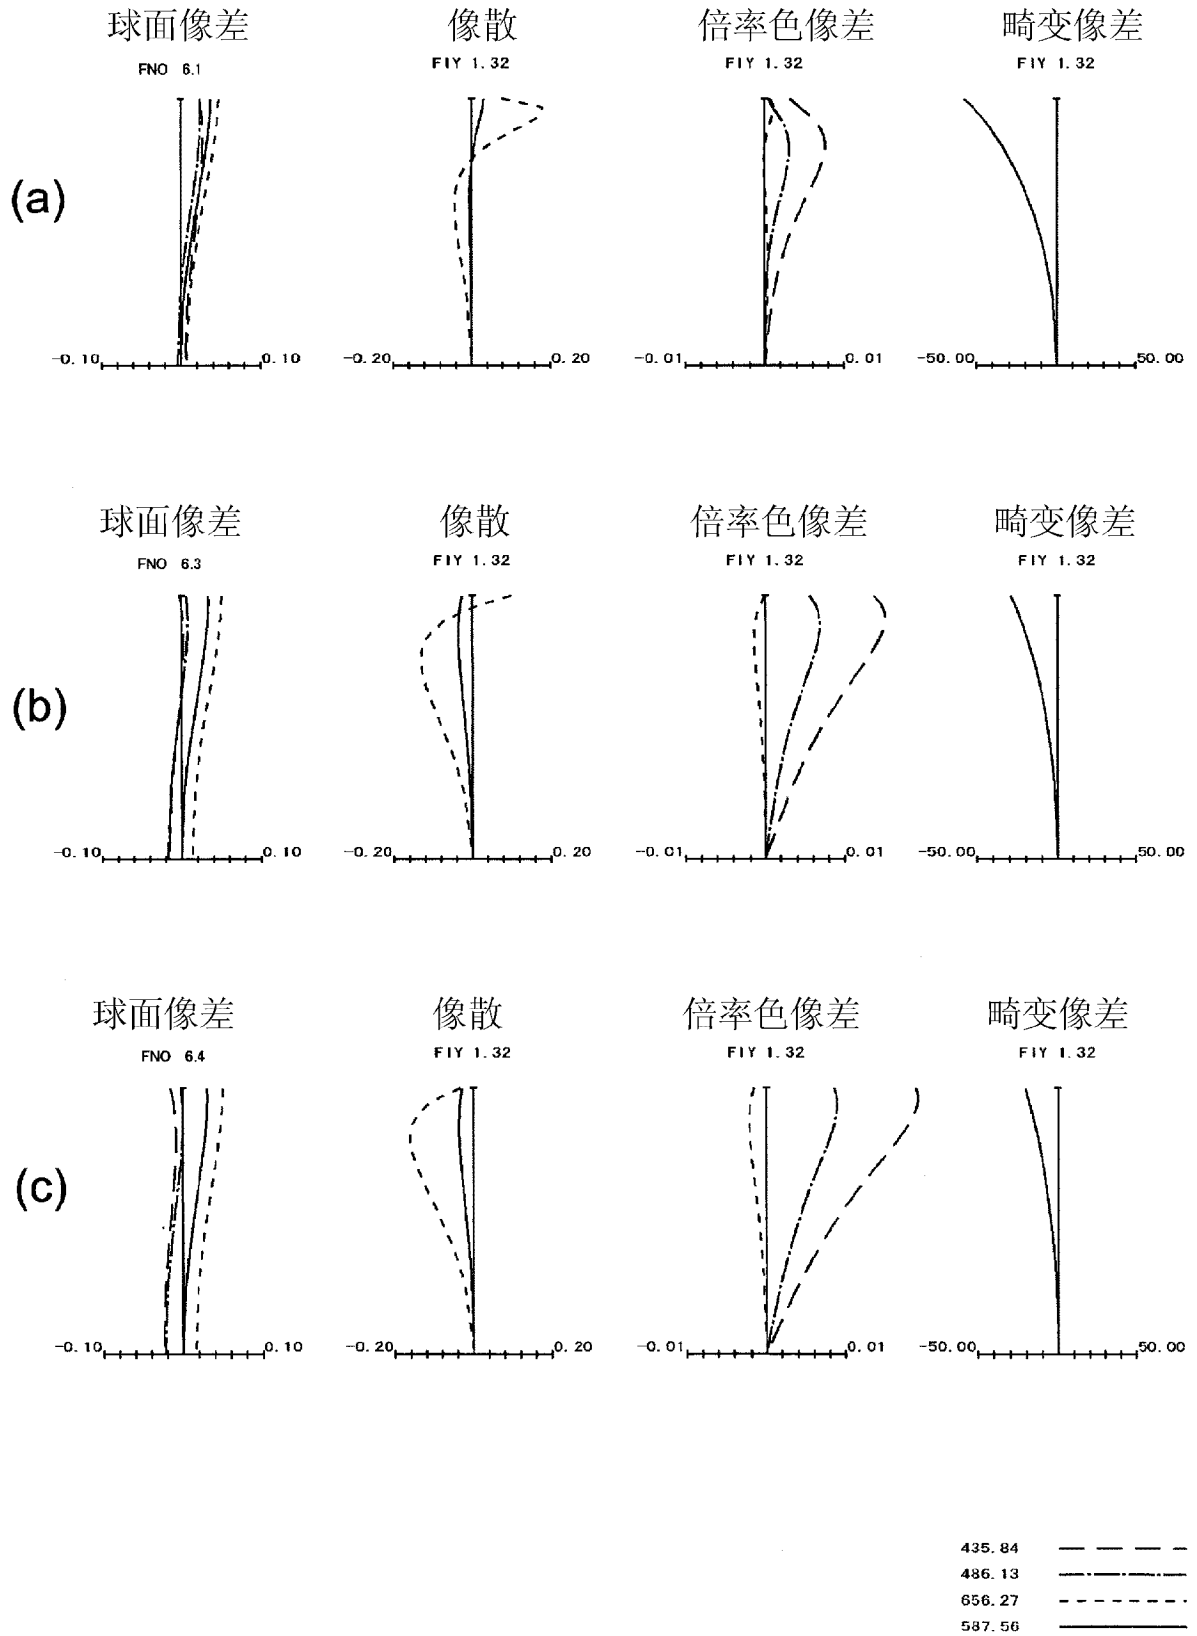 球面像差 像散 倍率色像差 畸变像差
FNO 6.1 FIY 1.32 FIY 1.32 FIY 1.32
(a)
-0.10 0.10 -0.20 0.20 -0.01 0.01 -50.00 50.00
球面像差 像散 倍率色像差 畸变像差
FNO 6.3 FIY 1.32 FIY 1.32 FIY 1.32
(b)
-0.10 0.10 -0.20 0.20 -0.01 0.01 -50.00 50.00
球面像差 像散 倍率色像差 畸变像差
FNO 6.4 FIY 1.32 FIY 1.32 FIY 1.32
(c)
-0.10 0.10 -0.20 0.20 -0.01 0.01 -50.00 50.00
435.84
486.13
656.27
587.56